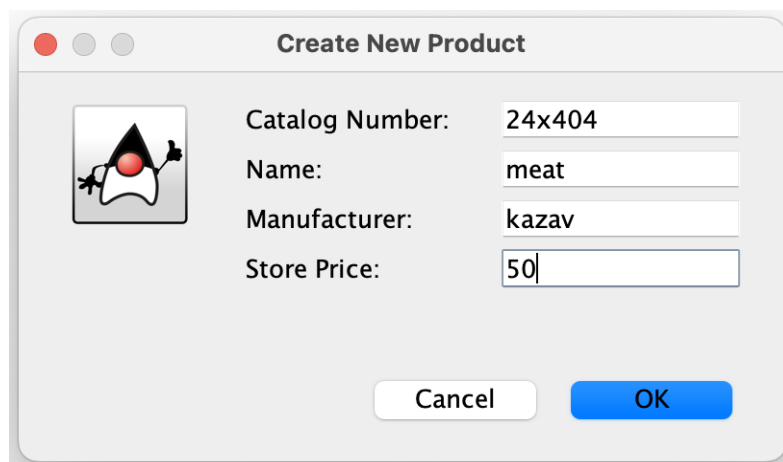 Create New Product
Catalog Number: 24x404
Name: meat
Manufacturer: kazav
Store Price: 50
Cancel OK